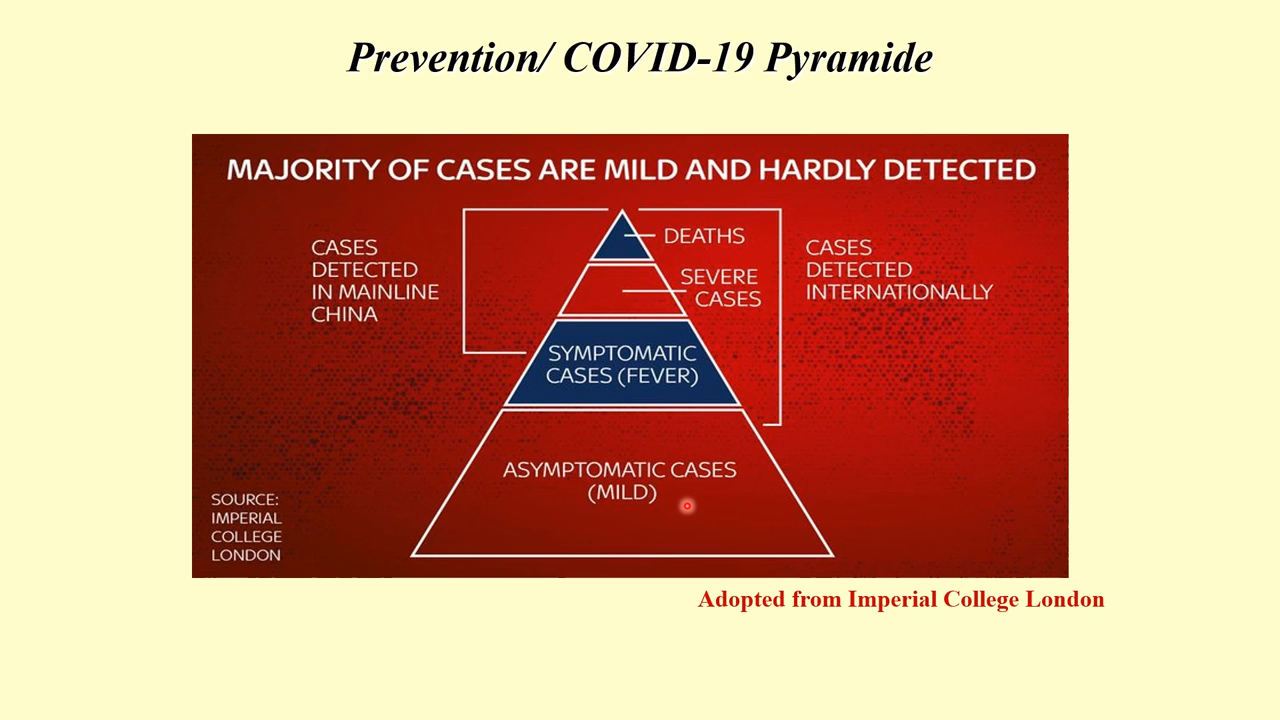 Prevention/ COVID-19 Pyramide
MAJORITY OF CASES ARE MILD AND HARDLY DETECTED
CASES
DETECTED
IN MAINLINE
CHINA
DEATHS
SEVERE
CASES
CASES
DETECTED
INTERNATIONALLY
SYMPTOMATIC
CASES (FEVER)
ASYMPTOMATIC CASES
(MILD)
SOURCE:
IMPERIAL
COLLEGE
LONDON
Adopted from Imperial College London